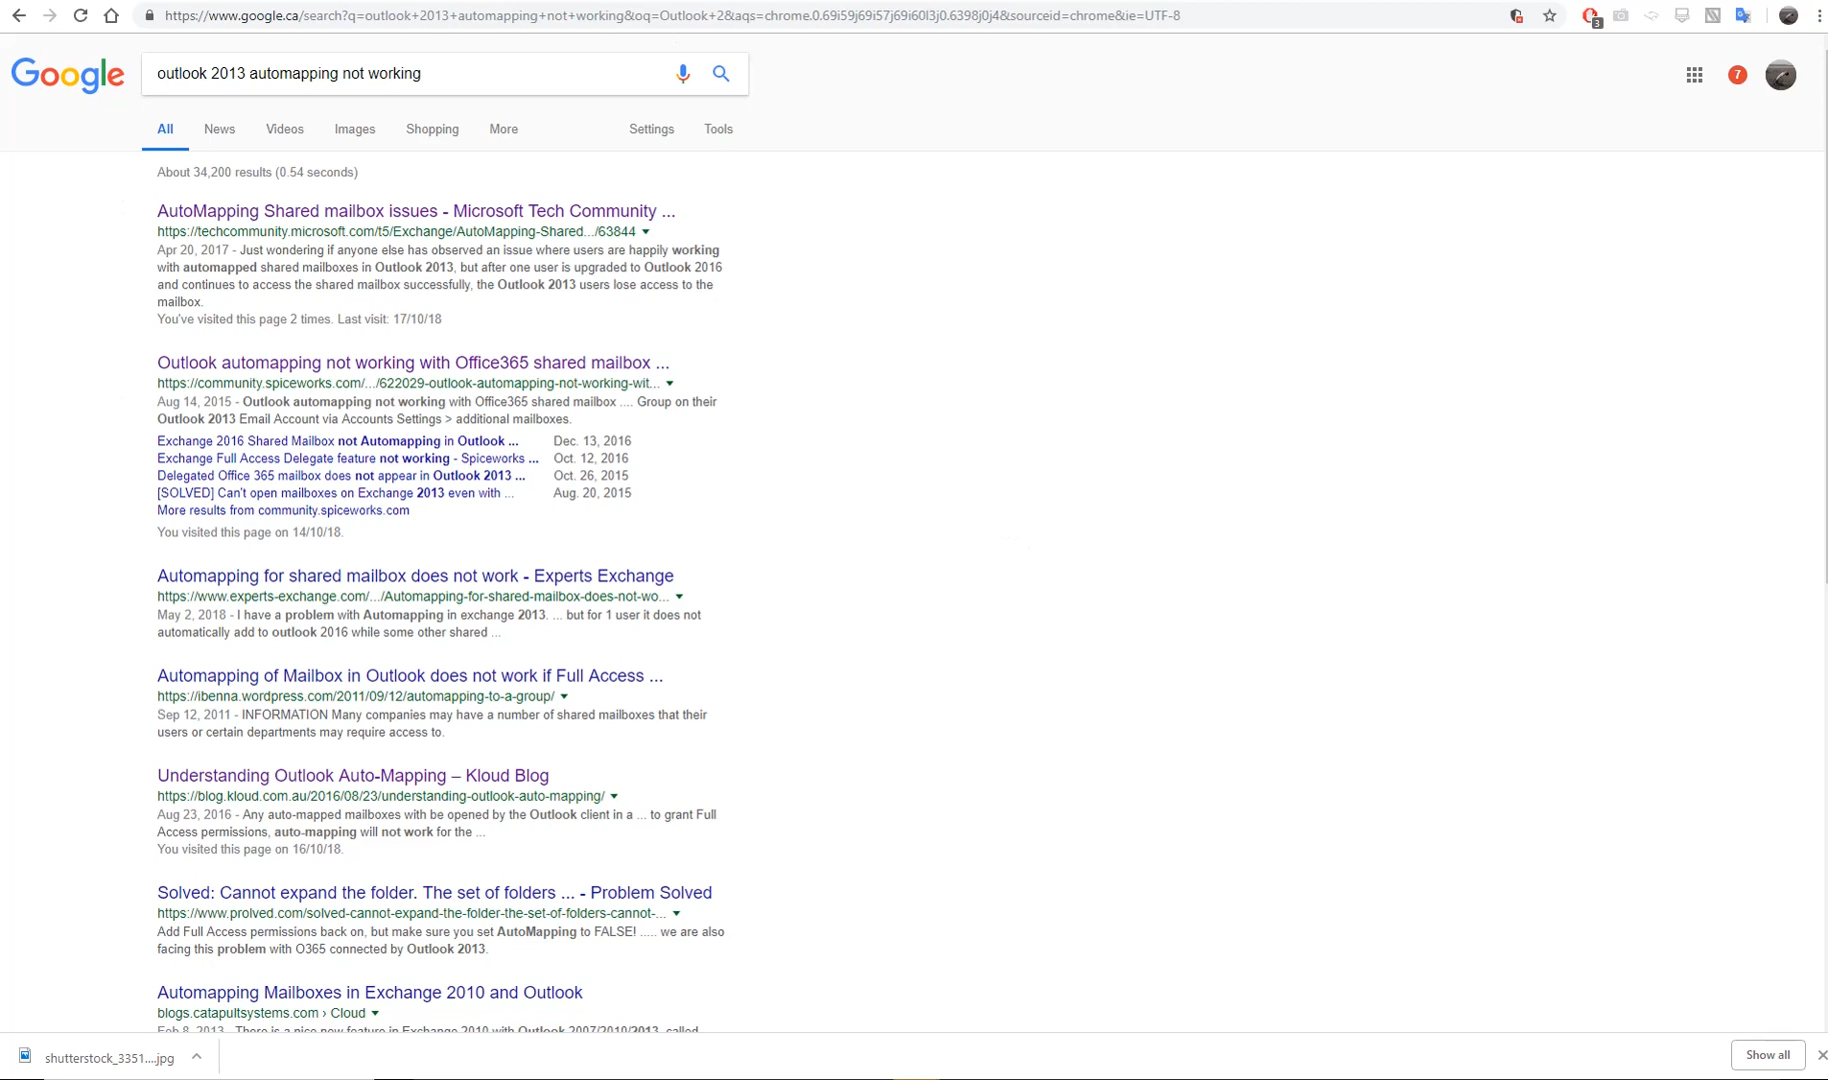 https://www.google.ca/search?q=outlook+2013+automapping+not+working&oq=Outlook+2&aqs=chrome.0.69i59j69i57j69i60l3j0.6398j0j4&sourceid=chrome&ie=UTF-8
3
Google
outlook 2013 automapping not working
7
All News Videos Images Shopping More Settings Tools
About 34,200 results (0.54 seconds)
AutoMapping Shared mailbox issues - Microsoft Tech Community ...
https://techcommunity.microsoft.com/t5/Exchange/AutoMapping-Shared.../63844
Apr 20, 2017 - Just wondering if anyone else has observed an issue where users are happily working
with automapped shared mailboxes in Outlook 2013, but after one user is upgraded to Outlook 2016
and continues to access the shared mailbox successfully, the Outlook 2013 users lose access to the
mailbox.
You've visited this page 2 times. Last visit: 17/10/18
Outlook automapping not working with Office365 shared mailbox ...
https://community.spiceworks.com/.../622029-outlook-automapping-not-working-wit...
Aug 14, 2015 - Outlook automapping not working with Office365 shared mailbox .... Group on their
Outlook 2013 Email Account via Accounts Settings > additional mailboxes.
Exchange 2016 Shared Mailbox not Automapping in Outlook ... Dec. 13, 2016
Exchange Full Access Delegate feature not working - Spiceworks ... Oct. 12, 2016
Delegated Office 365 mailbox does not appear in Outlook 2013 ... Oct. 26, 2015
[SOLVED] Can't open mailboxes on Exchange 2013 even with ... Aug. 20, 2015
More results from community.spiceworks.com
You visited this page on 14/10/18.
Automapping for shared mailbox does not work - Experts Exchange
https://www.experts-exchange.com/.../Automapping-for-shared-mailbox-does-not-wo...
May 2, 2018 - I have a problem with Automapping in exchange 2013. ... but for 1 user it does not
automatically add to outlook 2016 while some other shared ...
Automapping of Mailbox in Outlook does not work if Full Access ...
https://ibenna.wordpress.com/2011/09/12/automapping-to-a-group/
Sep 12, 2011 - INFORMATION Many companies may have a number of shared mailboxes that their
users or certain departments may require access to.
Understanding Outlook Auto-Mapping – Kloud Blog
https://blog.kloud.com.au/2016/08/23/understanding-outlook-auto-mapping/
Aug 23, 2016 - Any auto-mapped mailboxes with be opened by the Outlook client in a ... to grant Full
Access permissions, auto-mapping will not work for the ...
You visited this page on 16/10/18.
Solved: Cannot expand the folder. The set of folders ... - Problem Solved
https://www.prolved.com/solved-cannot-expand-the-folder-the-set-of-folders-cannot-...
Add Full Access permissions back on, but make sure you set AutoMapping to FALSE! ..... we are also
facing this problem with O365 connected by Outlook 2013.
Automapping Mailboxes in Exchange 2010 and Outlook
blogs.catapultsystems.com › Cloud
Feb 8, 2013 - There is a nice new feature in Exchange 2010 with Outlook 2007/2010/2013, called
shutterstock_3351....jpg
Show all